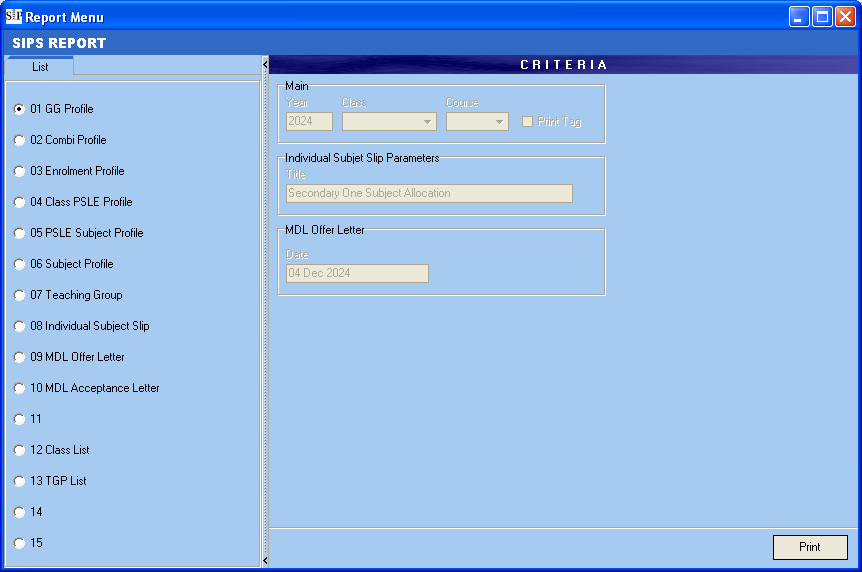 SIP Report Menu
SIPS REPORT
List
CRITERIA
01 GG Profile
02 Combi Profile
03 Enrolment Profile
04 Class PSLE Profile
05 PSLE Subject Profile
06 Subject Profile
07 Teaching Group
08 Individual Subject Slip
09 MDL Offer Letter
10 MDL Acceptance Letter
11
12 Class List
13 TGP List
14
15
Main
Year Class Course
2024 Print Tag
Individual Subjet Slip Parameters
Title
Secondary One Subject Allocation
MDL Offer Letter
Date
04 Dec 2024
Print